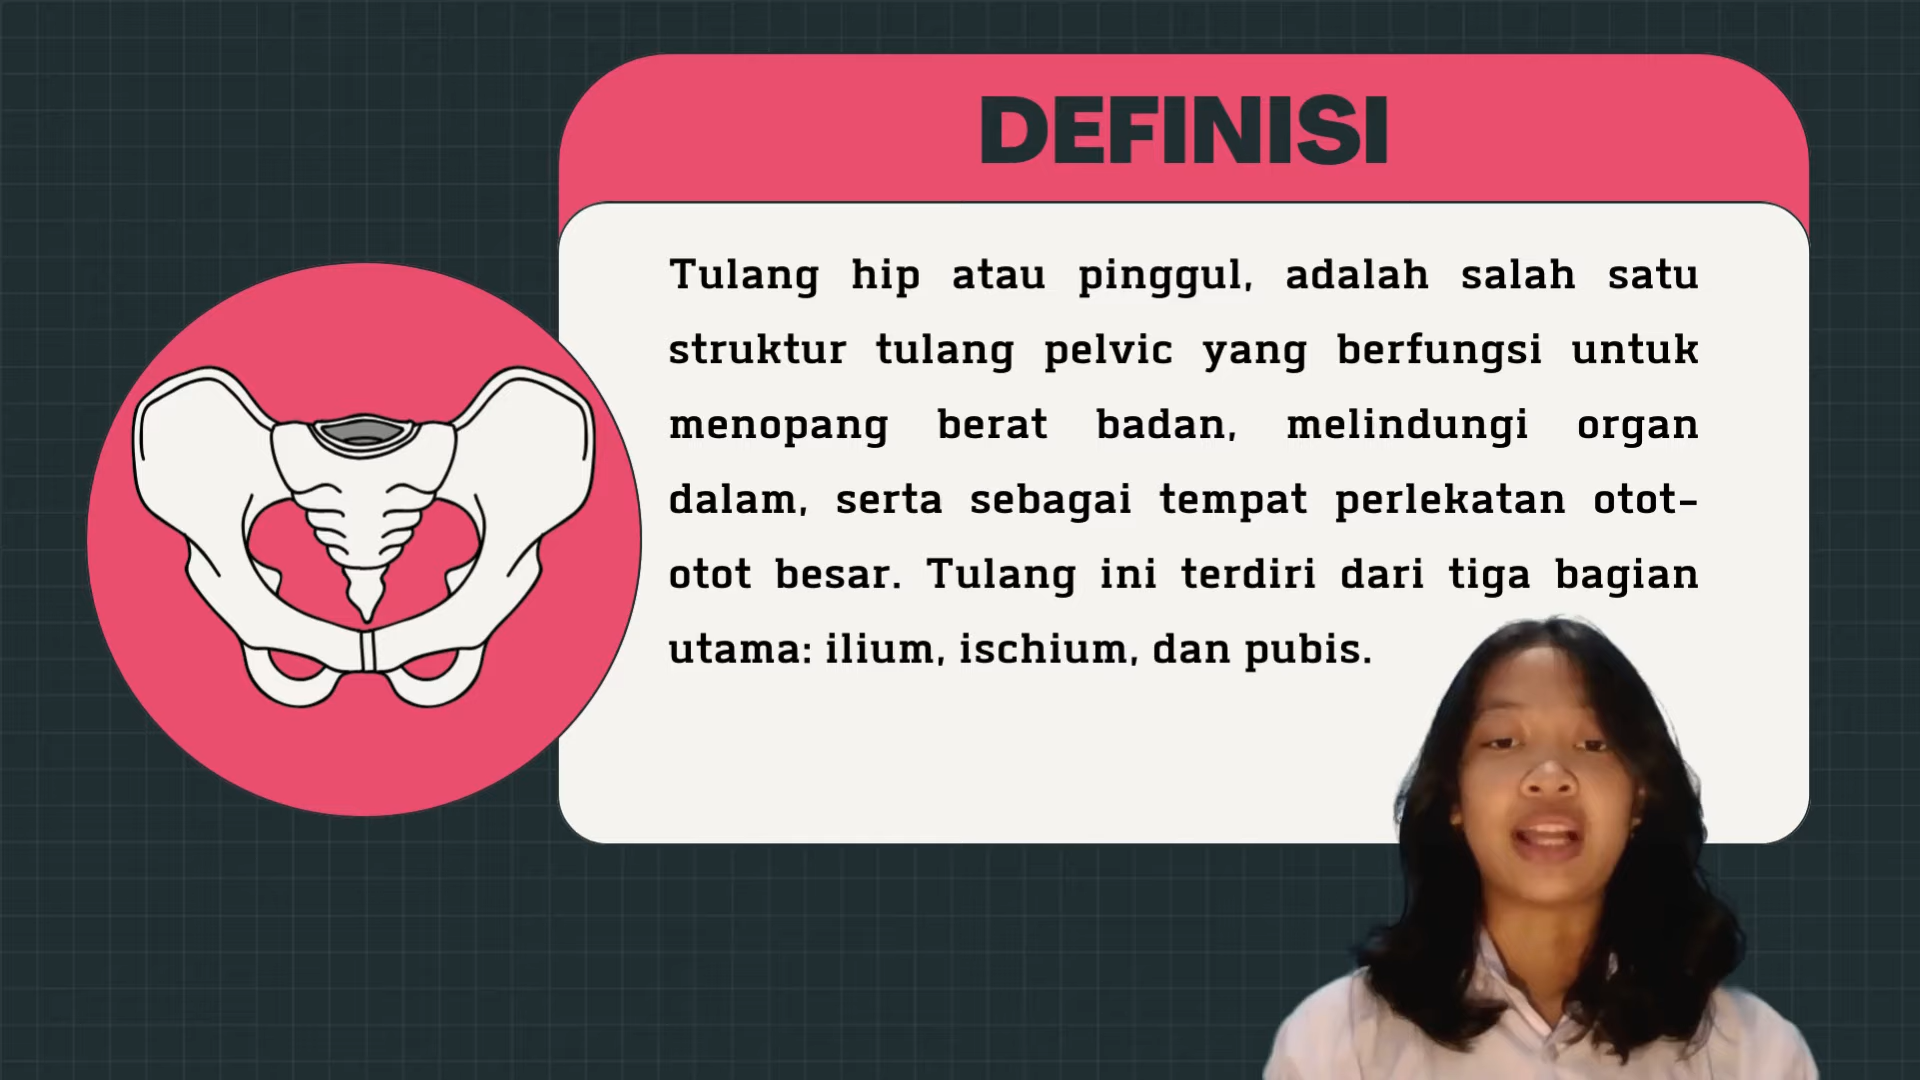 DEFINISI
Tulang hip atau pinggul, adalah salah satu
struktur tulang pelvic yang berfungsi untuk
menopang berat badan, melindungi organ
dalam, serta sebagai tempat perlekatan otot-
otot besar. Tulang ini terdiri dari tiga bagian
utama: ilium, ischium, dan pubis.